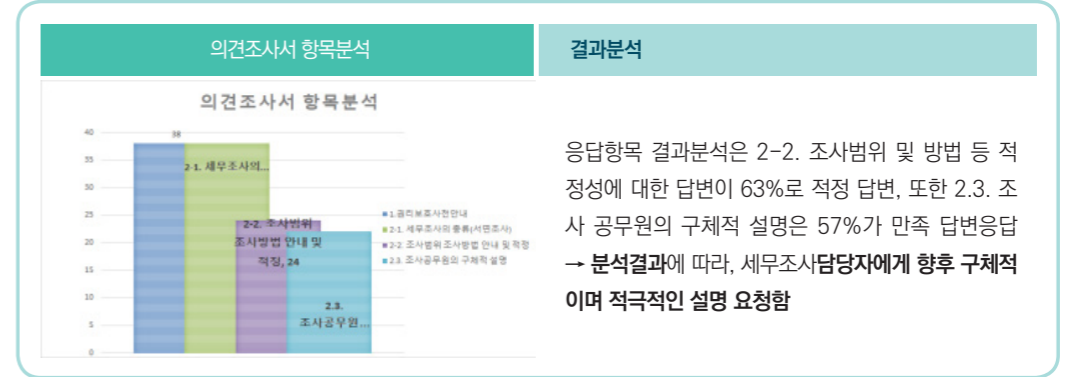 의견조사서 항목분석
결과분석
의견조사서 항목분석
40
35
30
25
20
15
10
5
0
38
2-1. 세무조사의...
2-2. 조사범위
조사방법 안내 및
적정, 24
2.3.
조사공무원...
1.권리보호사전안내
2-1. 세무조사의 종류(서면조사)
2-2. 조사범위 조사방법 안내 및 적정
2.3. 조사공무원의 구체적 설명
응답항목 결과분석은 2-2. 조사범위 및 방법 등 적
정성에 대한 답변이 63%로 적정 답변, 또한 2.3. 조
사 공무원의 구체적 설명은 57%가 만족 답변응답
→ 분석결과에 따라, 세무조사담당자에게 향후 구체적
이며 적극적인 설명 요청함